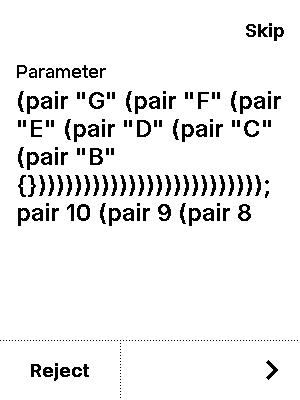 Skip
Parameter
(pair "G" (pair "F" (pair
"E" (pair "D" (pair "C"
(pair "B"
{})))))))))))))))))))))))));
pair 10 (pair 9 (pair 8
Reject